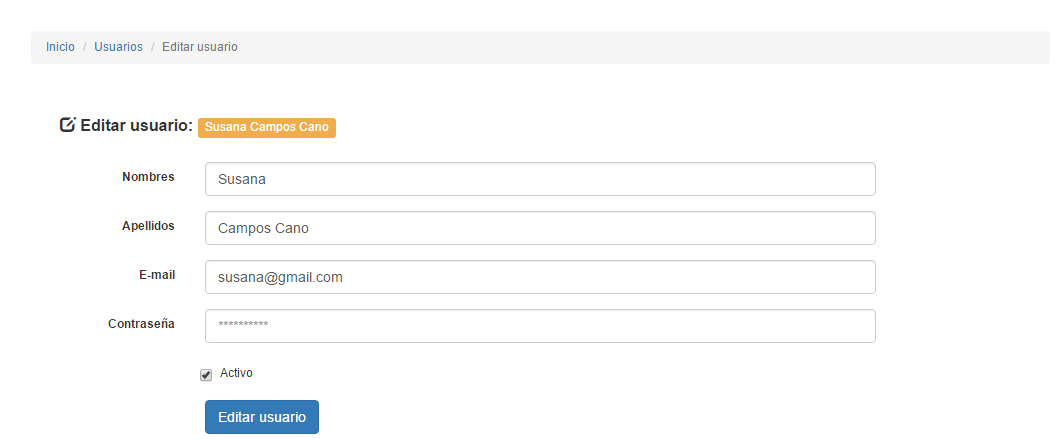 Inicio / Usuarios / Editar usuario
Editar usuario: Susana Campos Cano
Nombres Susana
Apellidos Campos Cano
E-mail susana@gmail.com
Contraseña **********
Activo
Editar usuario